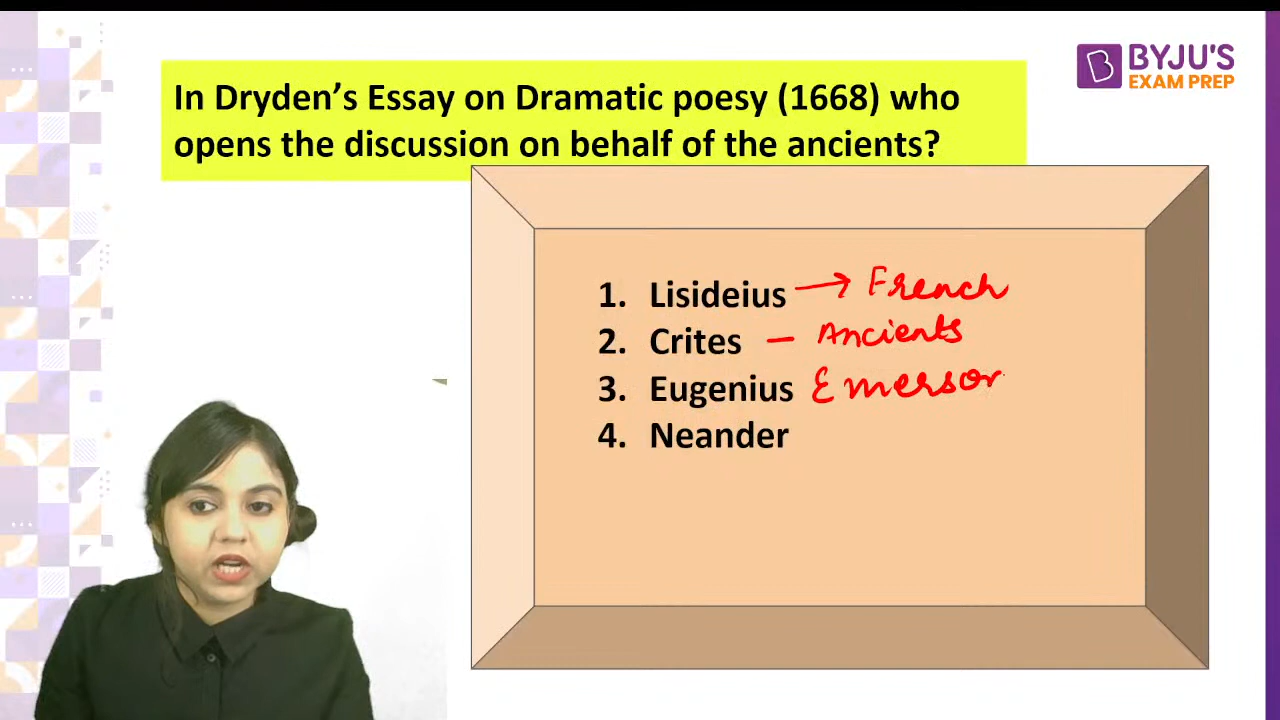 BYJU'S
EXAM PREP
In Dryden's Essay on Dramatic poesy (1668) who
opens the discussion on behalf of the ancients?
1. Lisideius → French
2. Crites - Ancients
3. Eugenius Emerson
4. Neander